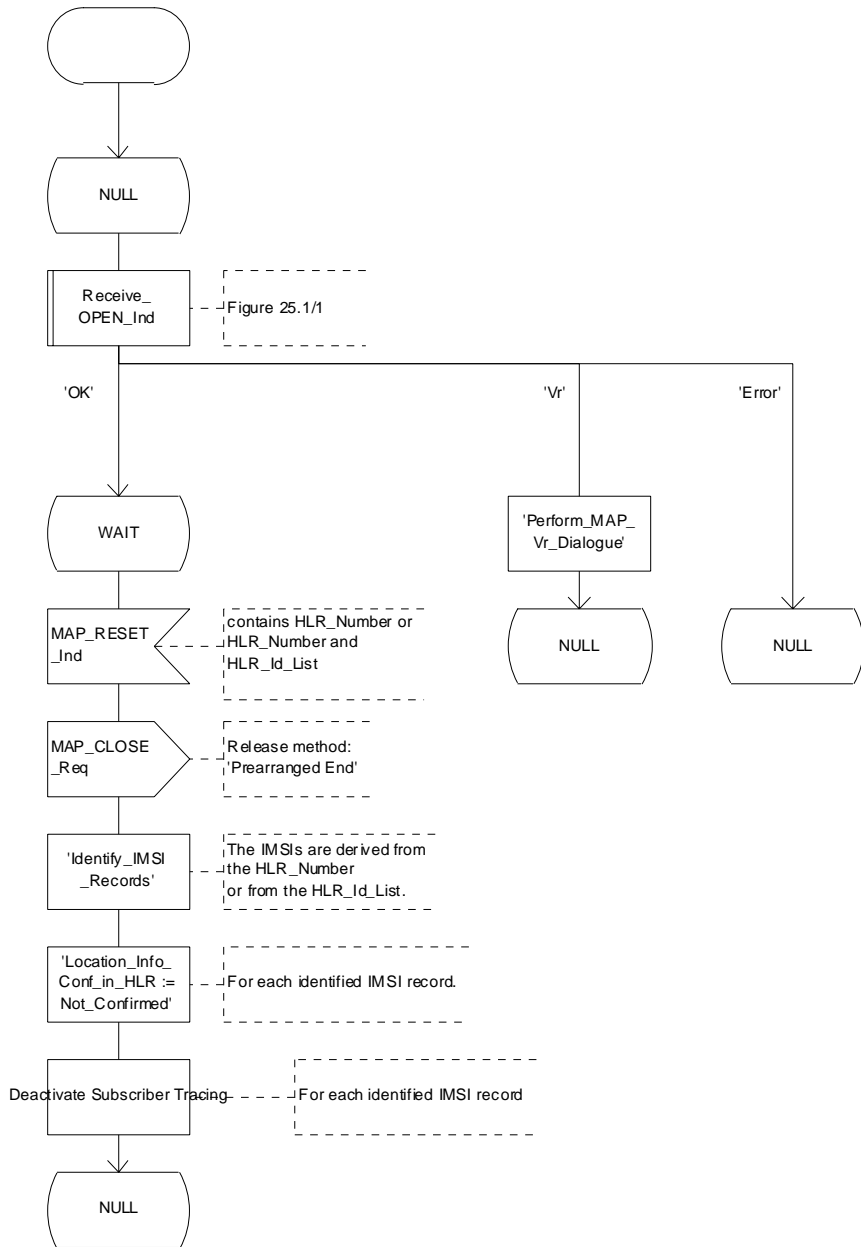 NULL
Receive_
OPEN_Ind
Figure 25.1/1
'OK'
'Vr'
'Error'
WAIT
'Perform_MAP_
Vr_Dialogue'
MAP_RESET
_Ind
contains HLR_Number or
HLR_Number and
HLR_Id_List
NULL
NULL
MAP_CLOSE
_Req
Release method:
'Prearranged End'
'Identify_IMSI
_Records'
The IMSIs are derived from
the HLR_Number
or from the HLR_Id_List.
'Location_Info_
Conf_in_HLR :=
Not_Confirmed'
For each identified IMSI record.
Deactivate Subscriber Tracing
For each identified IMSI record
NULL